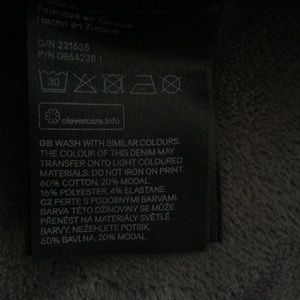 Fabriqué en Turquie
Hecho en Turquía
D/N 221635
30
clevercare.info
GB WASH WITH SIMILAR COLOURS.
THE COLOUR OF THIS DENIM MAY
TRANSFER ONTO LIGHT COLOURED
MATERIALS. DO NOT IRON ON PRINT
60% COTTON, 20% MODAL,
16% POLYESTER, 4% ELASTANE
CZ PERTE S PODOBNÝMI BARVAMI.
BARVA TÉTO DŽÍNOVINY SE MŮŽE
PŘENÉST NA MATERIÁLY SVĚTLÉ
BARVY. NEŽEHLETE POTISK.
60% BAVLNA, 20% MODAL,